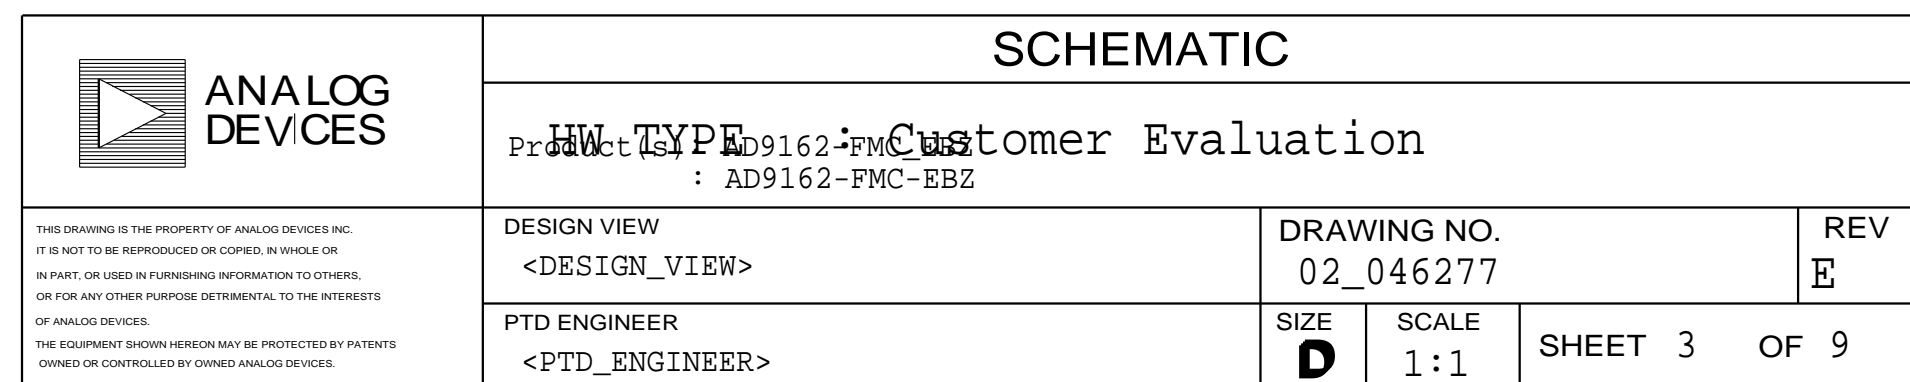 ANALOG
DEVICES
SCHEMATIC
HW TYPE : Customer Evaluation
Product(s): AD9162-FMC_EBZ
: AD9162-FMC-EBZ
THIS DRAWING IS THE PROPERTY OF ANALOG DEVICES INC.
IT IS NOT TO BE REPRODUCED OR COPIED, IN WHOLE OR
IN PART, OR USED IN FURNISHING INFORMATION TO OTHERS,
OR FOR ANY OTHER PURPOSE DETRIMENTAL TO THE INTERESTS
OF ANALOG DEVICES.
THE EQUIPMENT SHOWN HEREON MAY BE PROTECTED BY PATENTS
OWNED OR CONTROLLED BY OWNED ANALOG DEVICES.
DESIGN VIEW
<DESIGN_VIEW>
DRAWING NO.
02_046277
REV
E
PTD ENGINEER
<PTD_ENGINEER>
SIZE
D
SCALE
1:1
SHEET 3 OF 9